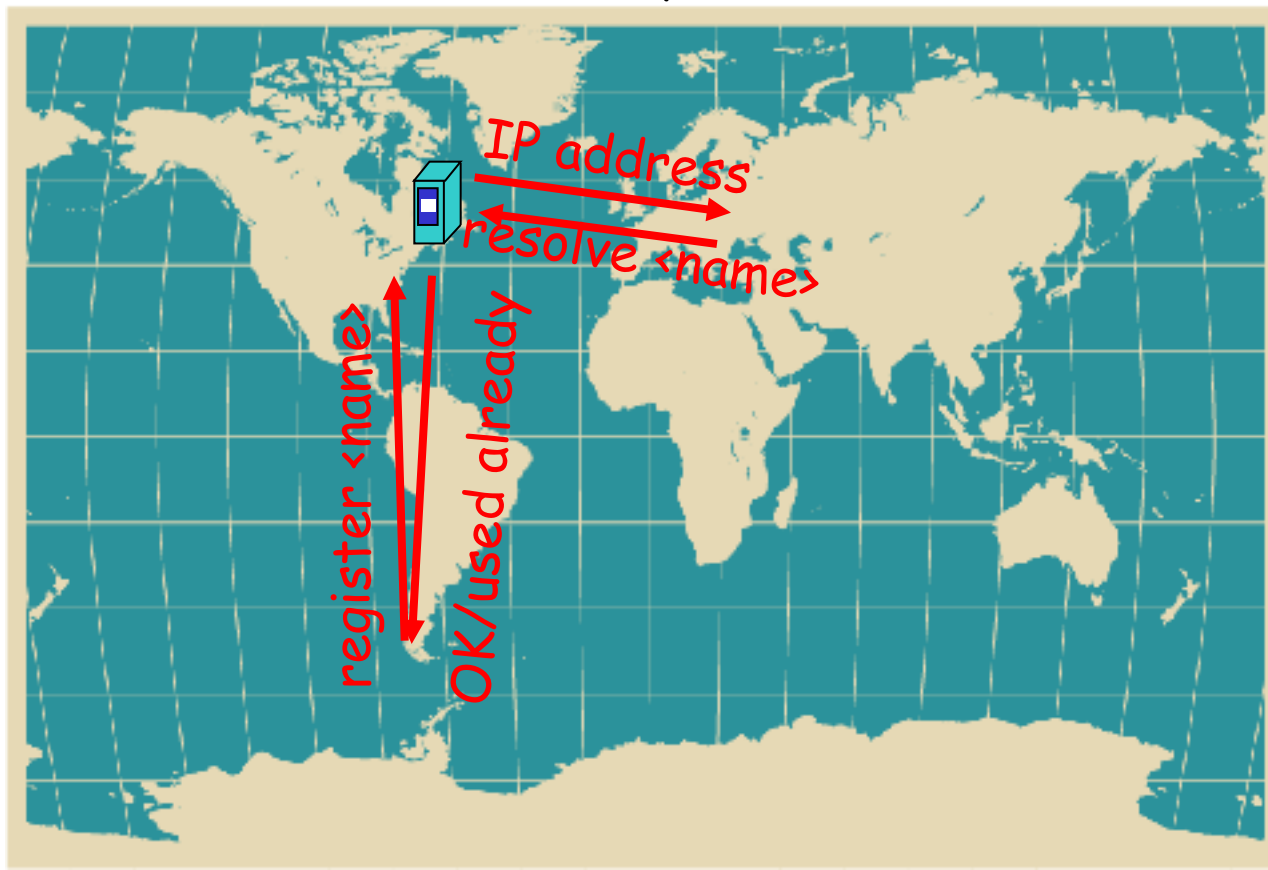 IP address
resolve <name>
register <name>
OK/used already